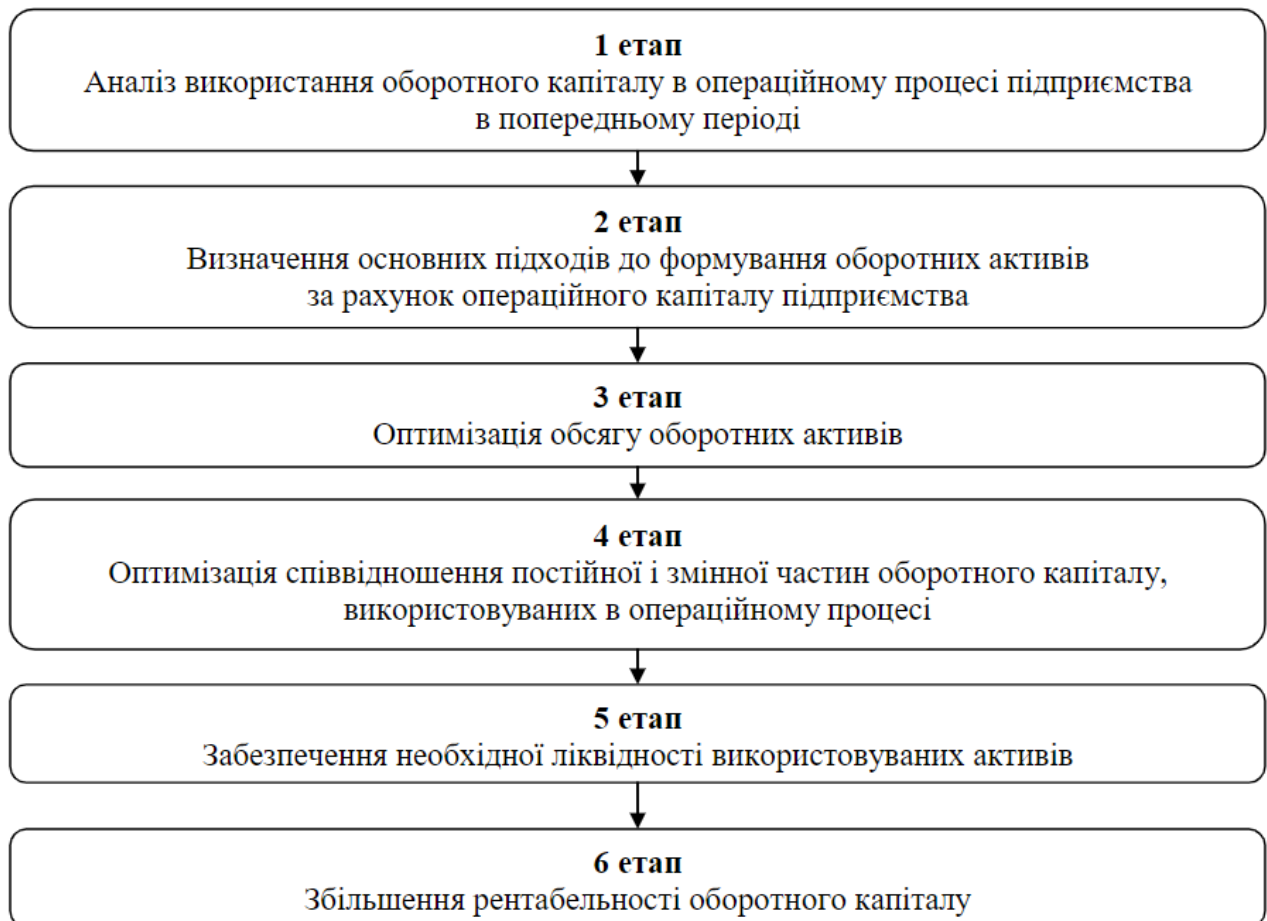 1 етап
Аналіз використання оборотного капіталу в операційному процесі підприємства
в попередньому періоді
2 етап
Визначення основних підходів до формування оборотних активів
за рахунок операційного капіталу підприємства
3 етап
Оптимізація обсягу оборотних активів
4 етап
Оптимізація співвідношення постійної і змінної частин оборотного капіталу,
використовуваних в операційному процесі
5 етап
Забезпечення необхідної ліквідності використовуваних активів
6 етап
Збільшення рентабельності оборотного капіталу